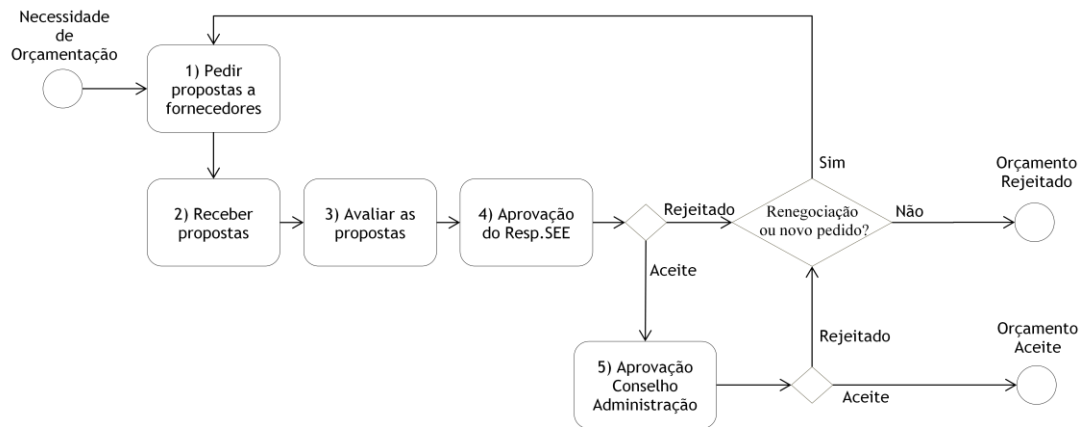 Necessidade
de
Orçamentação
1) Pedir
propostas a
fornecedores
Sim
Orçamento
Rejeitado
2) Receber
propostas
3) Avaliar as
propostas
4) Aprovação
do Resp.SEE
Rejeitado
Renegociação
ou novo pedido?
Não
Aceite
Rejeitado
Orçamento
Aceite
5) Aprovação
Conselho
Administração
Aceite